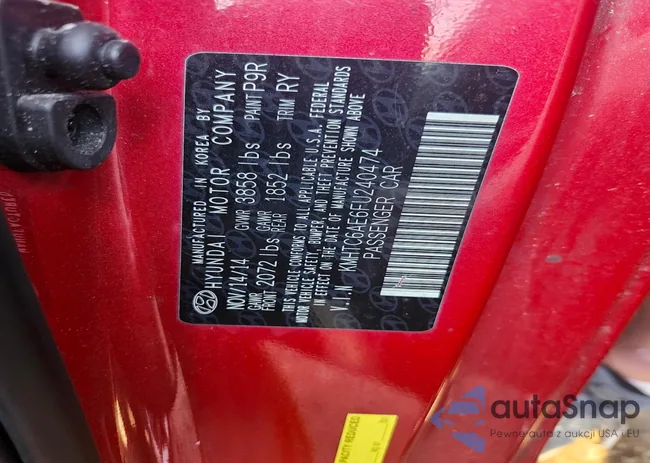 MANUFACTURED IN KOREA BY
HYUNDAI MOTOR COMPANY
NOV/14/14 GVWR 3858 lbs PAINT P9R
GAWR FRONT 2072 lbs GAWR REAR 1852 lbs TRIM RY
THIS VEHICLE CONFORMS TO ALL APPLICABLE U.S.A. FEDERAL
MOTOR VEHICLE SAFETY, BUMPER, AND THEFT PREVENTION STANDARDS
IN EFFECT ON THE DATE OF MANUFACTURE SHOWN ABOVE
V.I.N KMHTC6AE6FU240474
PASSENGER CAR
CAPACITY REDUCED
autoSnap
Pewne auto z aukcji USA i EU